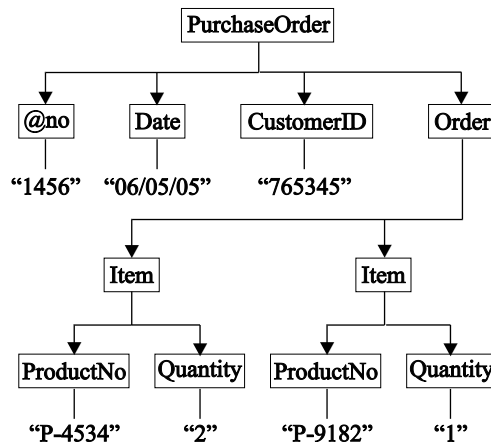 PurchaseOrder
@no Date CustomerID Order
“1456” “06/05/05” “765345”
Item Item
ProductNo Quantity ProductNo Quantity
“P-4534” “2” “P-9182” “1”